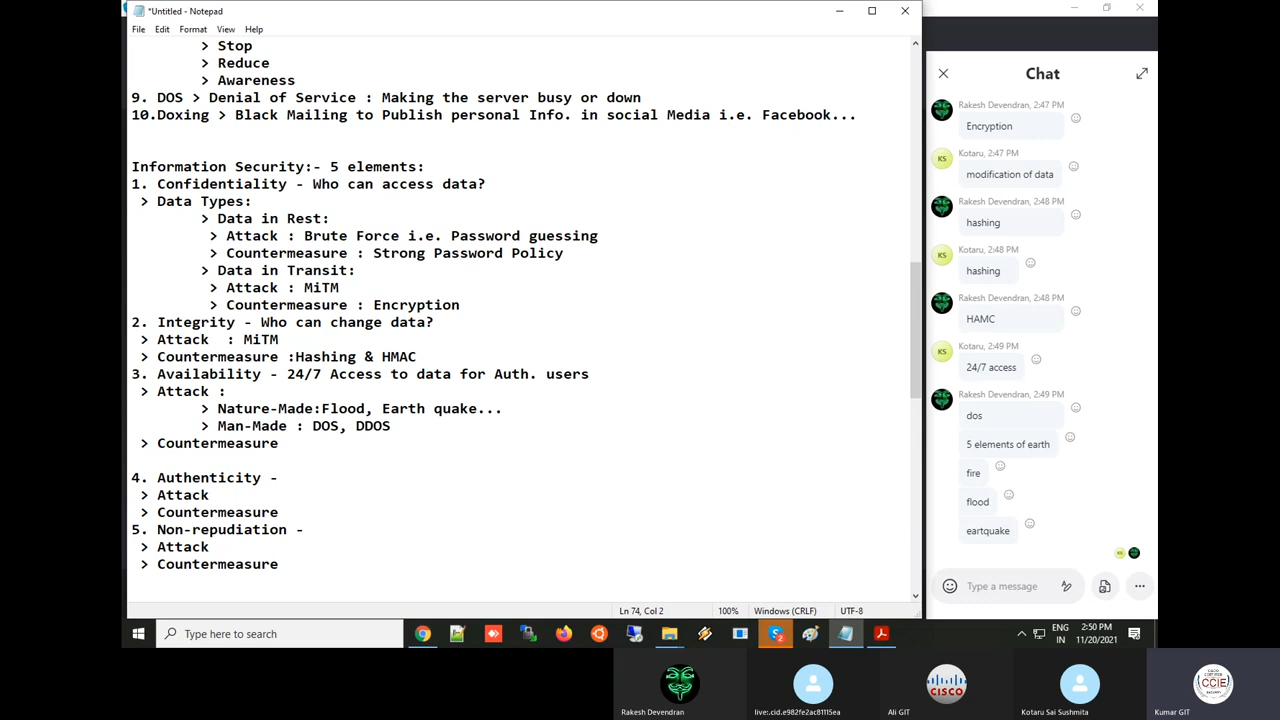 *Untitled - Notepad
File Edit Format View Help
> Stop
> Reduce
> Awareness
9. DOS > Denial of Service : Making the server busy or down
10.Doxing > Black Mailing to Publish personal Info. in social Media i.e. Facebook...
Information Security:- 5 elements:
1. Confidentiality - Who can access data?
> Data Types:
> Data in Rest:
> Attack : Brute Force i.e. Password guessing
> Countermeasure : Strong Password Policy
> Data in Transit:
> Attack : MiTM
> Countermeasure : Encryption
2. Integrity - Who can change data?
> Attack : MiTM
> Countermeasure :Hashing & HMAC
3. Availability - 24/7 Access to data for Auth. users
> Attack :
> Nature-Made:Flood, Earth quake...
> Man-Made : DOS, DDOS
> Countermeasure
4. Authenticity -
> Attack
> Countermeasure
5. Non-repudiation -
> Attack
> Countermeasure
Ln 74, Col 2 100% Windows (CRLF) UTF-8
Chat
Rakesh Devendran, 2:47 PM
Encryption
KS Kotaru, 2:47 PM
modification of data
Rakesh Devendran, 2:48 PM
hashing
KS Kotaru, 2:48 PM
hashing
Rakesh Devendran, 2:48 PM
HAMC
KS Kotaru, 2:49 PM
24/7 access
Rakesh Devendran, 2:49 PM
dos
5 elements of earth
fire
flood
eartquake
KS
Type a message
Type here to search
ENG 2:50 PM
IN 11/20/2021
CISCO
CCIE
Rakesh Devendran live:.cid.e982fe2ac81115ea Ali GIT Kotaru Sai Sushmita Kumar GIT